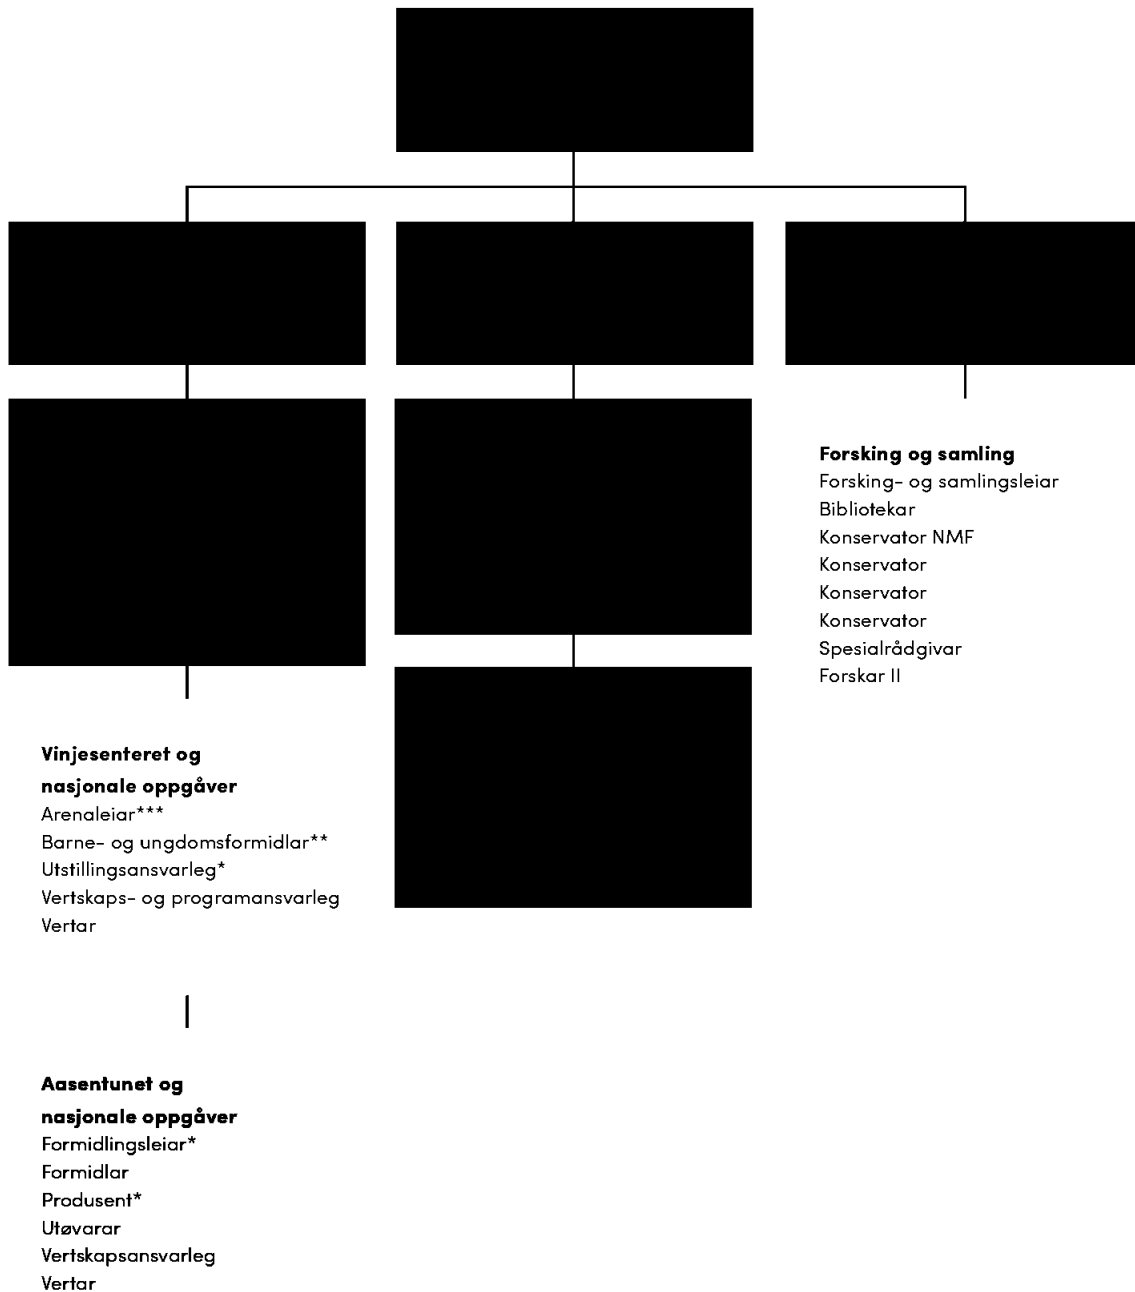 Forsking og samling
Forsking- og samlingsleiar
Bibliotekar
Konservator NMF
Konservator
Konservator
Konservator
Spesialrådgivar
Forskar II
Vinjesenteret og
nasjonale oppgåver
Arenaleiar***
Barne- og ungdomsformidlar**
Utstillingsansvarleg*
Vertskaps- og programansvarleg
Vertar
Aasentunet og
nasjonale oppgåver
Formidlingsleiar*
Formidlar
Produsent*
Utøvarar
Vertskapsansvarleg
Vertar